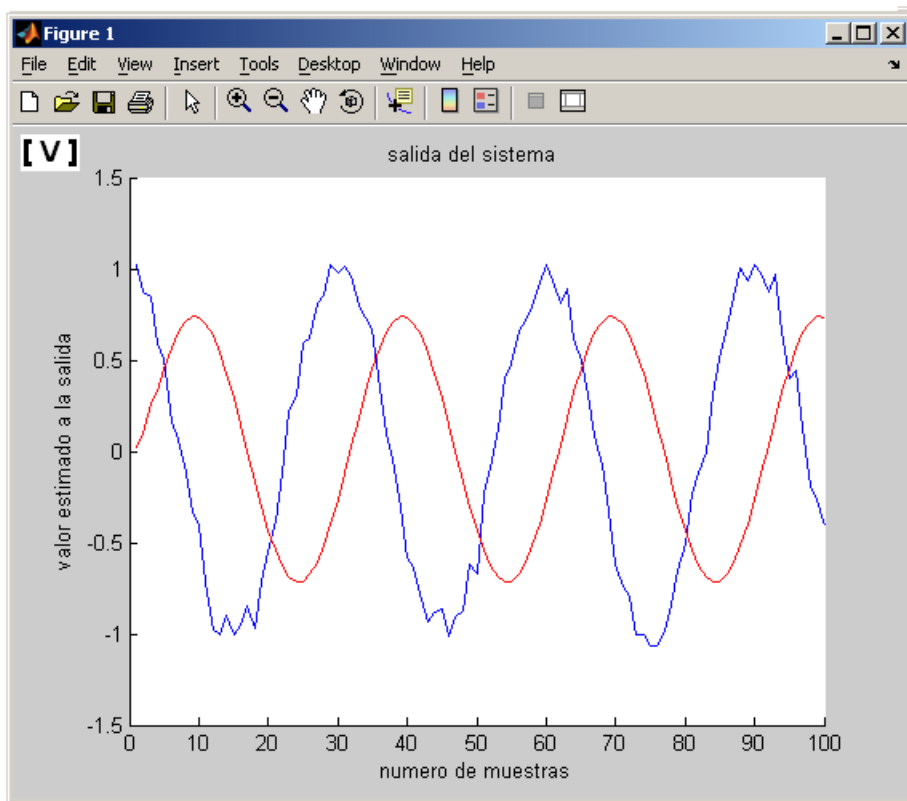 Figure 1
File Edit View Insert Tools Desktop Window Help
[ V ]
salida del sistema
1.5
1
0.5
0
-0.5
-1
-1.5
valor estimado a la salida
0 10 20 30 40 50 60 70 80 90 100
numero de muestras